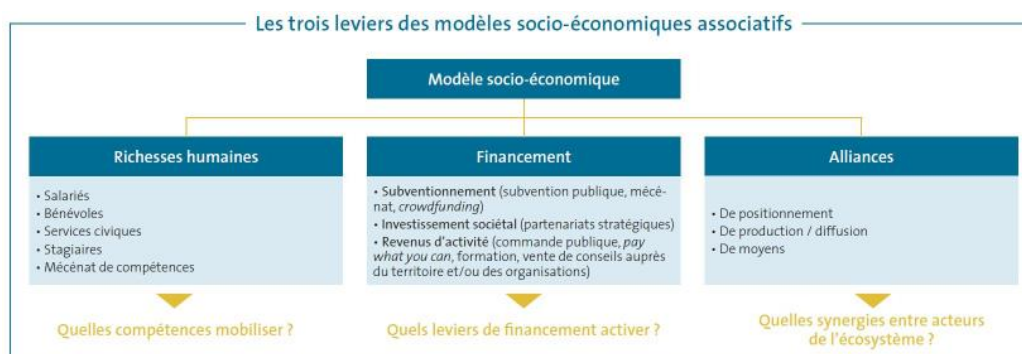 Les trois leviers des modèles socio-économiques associatifs
Modèle socio-économique
Richesses humaines
• Salariés
• Bénévoles
• Services civiques
• Stagiaires
• Mécénat de compétences
Quelles compétences mobiliser ?
Financement
• Subventionnement (subvention publique, mécé-
nat, crowdfunding)
• Investissement sociétal (partenariats stratégiques)
• Revenus d'activité (commande publique, pay
what you can, formation, vente de conseils auprès
du territoire et/ou des organisations)
Quels leviers de financement activer ?
Alliances
• De positionnement
• De production / diffusion
• De moyens
Quelles synergies entre acteurs
de l'écosystème ?